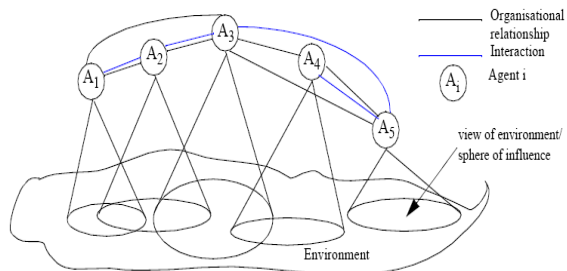 Organisational
relationship
Interaction
Agent i
Ai
A1
A2
A3
A4
A5
view of environment/
sphere of influence
Environment